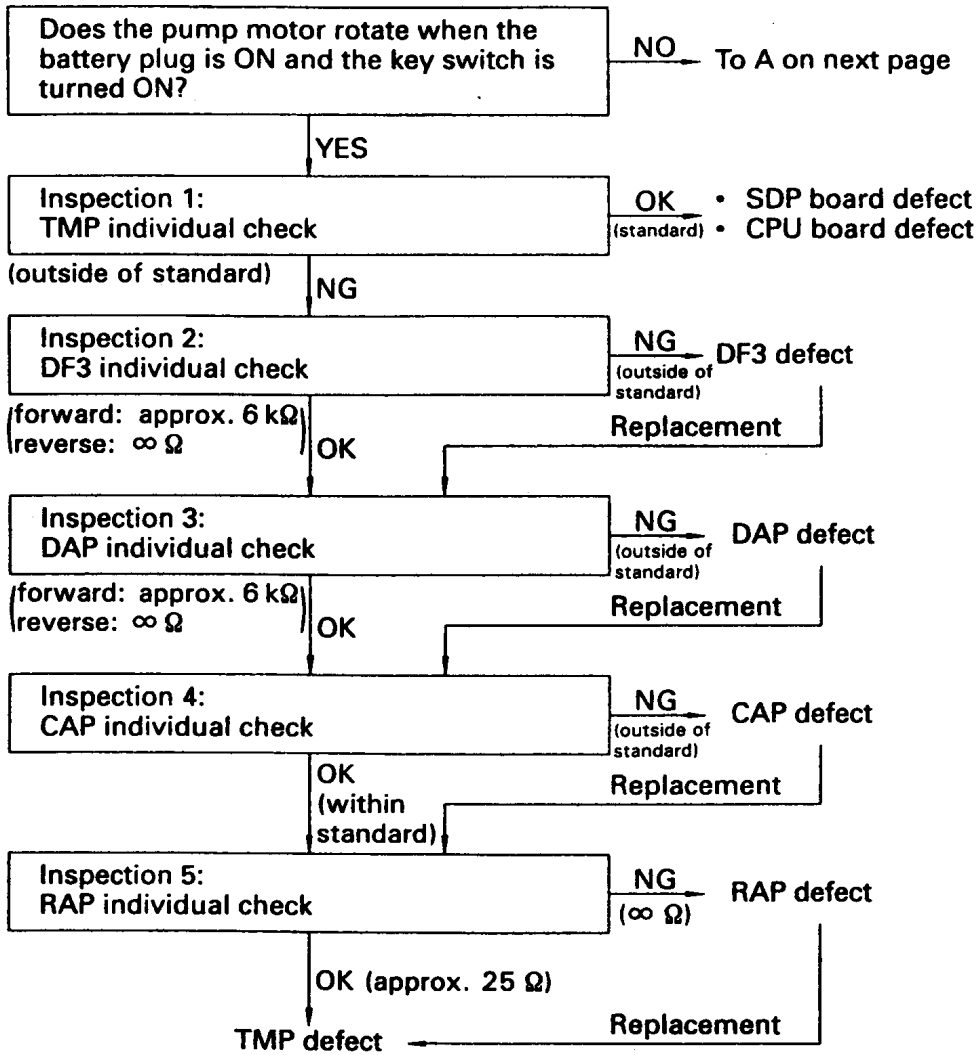 Does the pump motor rotate when the
battery plug is ON and the key switch is
turned ON?
NO
To A on next page
YES
Inspection 1:
TMP individual check
OK
(standard)
• SDP board defect
• CPU board defect
(outside of standard)
NG
Inspection 2:
DF3 individual check
NG
(outside of
standard)
DF3 defect
(forward: approx. 6 kΩ
reverse: ∞ Ω)
OK
Replacement
Inspection 3:
DAP individual check
NG
(outside of
standard)
DAP defect
(forward: approx. 6 kΩ
reverse: ∞ Ω)
OK
Replacement
Inspection 4:
CAP individual check
NG
(outside of
standard)
CAP defect
OK
(within
standard)
Replacement
Inspection 5:
RAP individual check
NG
(∞ Ω)
RAP defect
OK (approx. 25 Ω)
Replacement
TMP defect